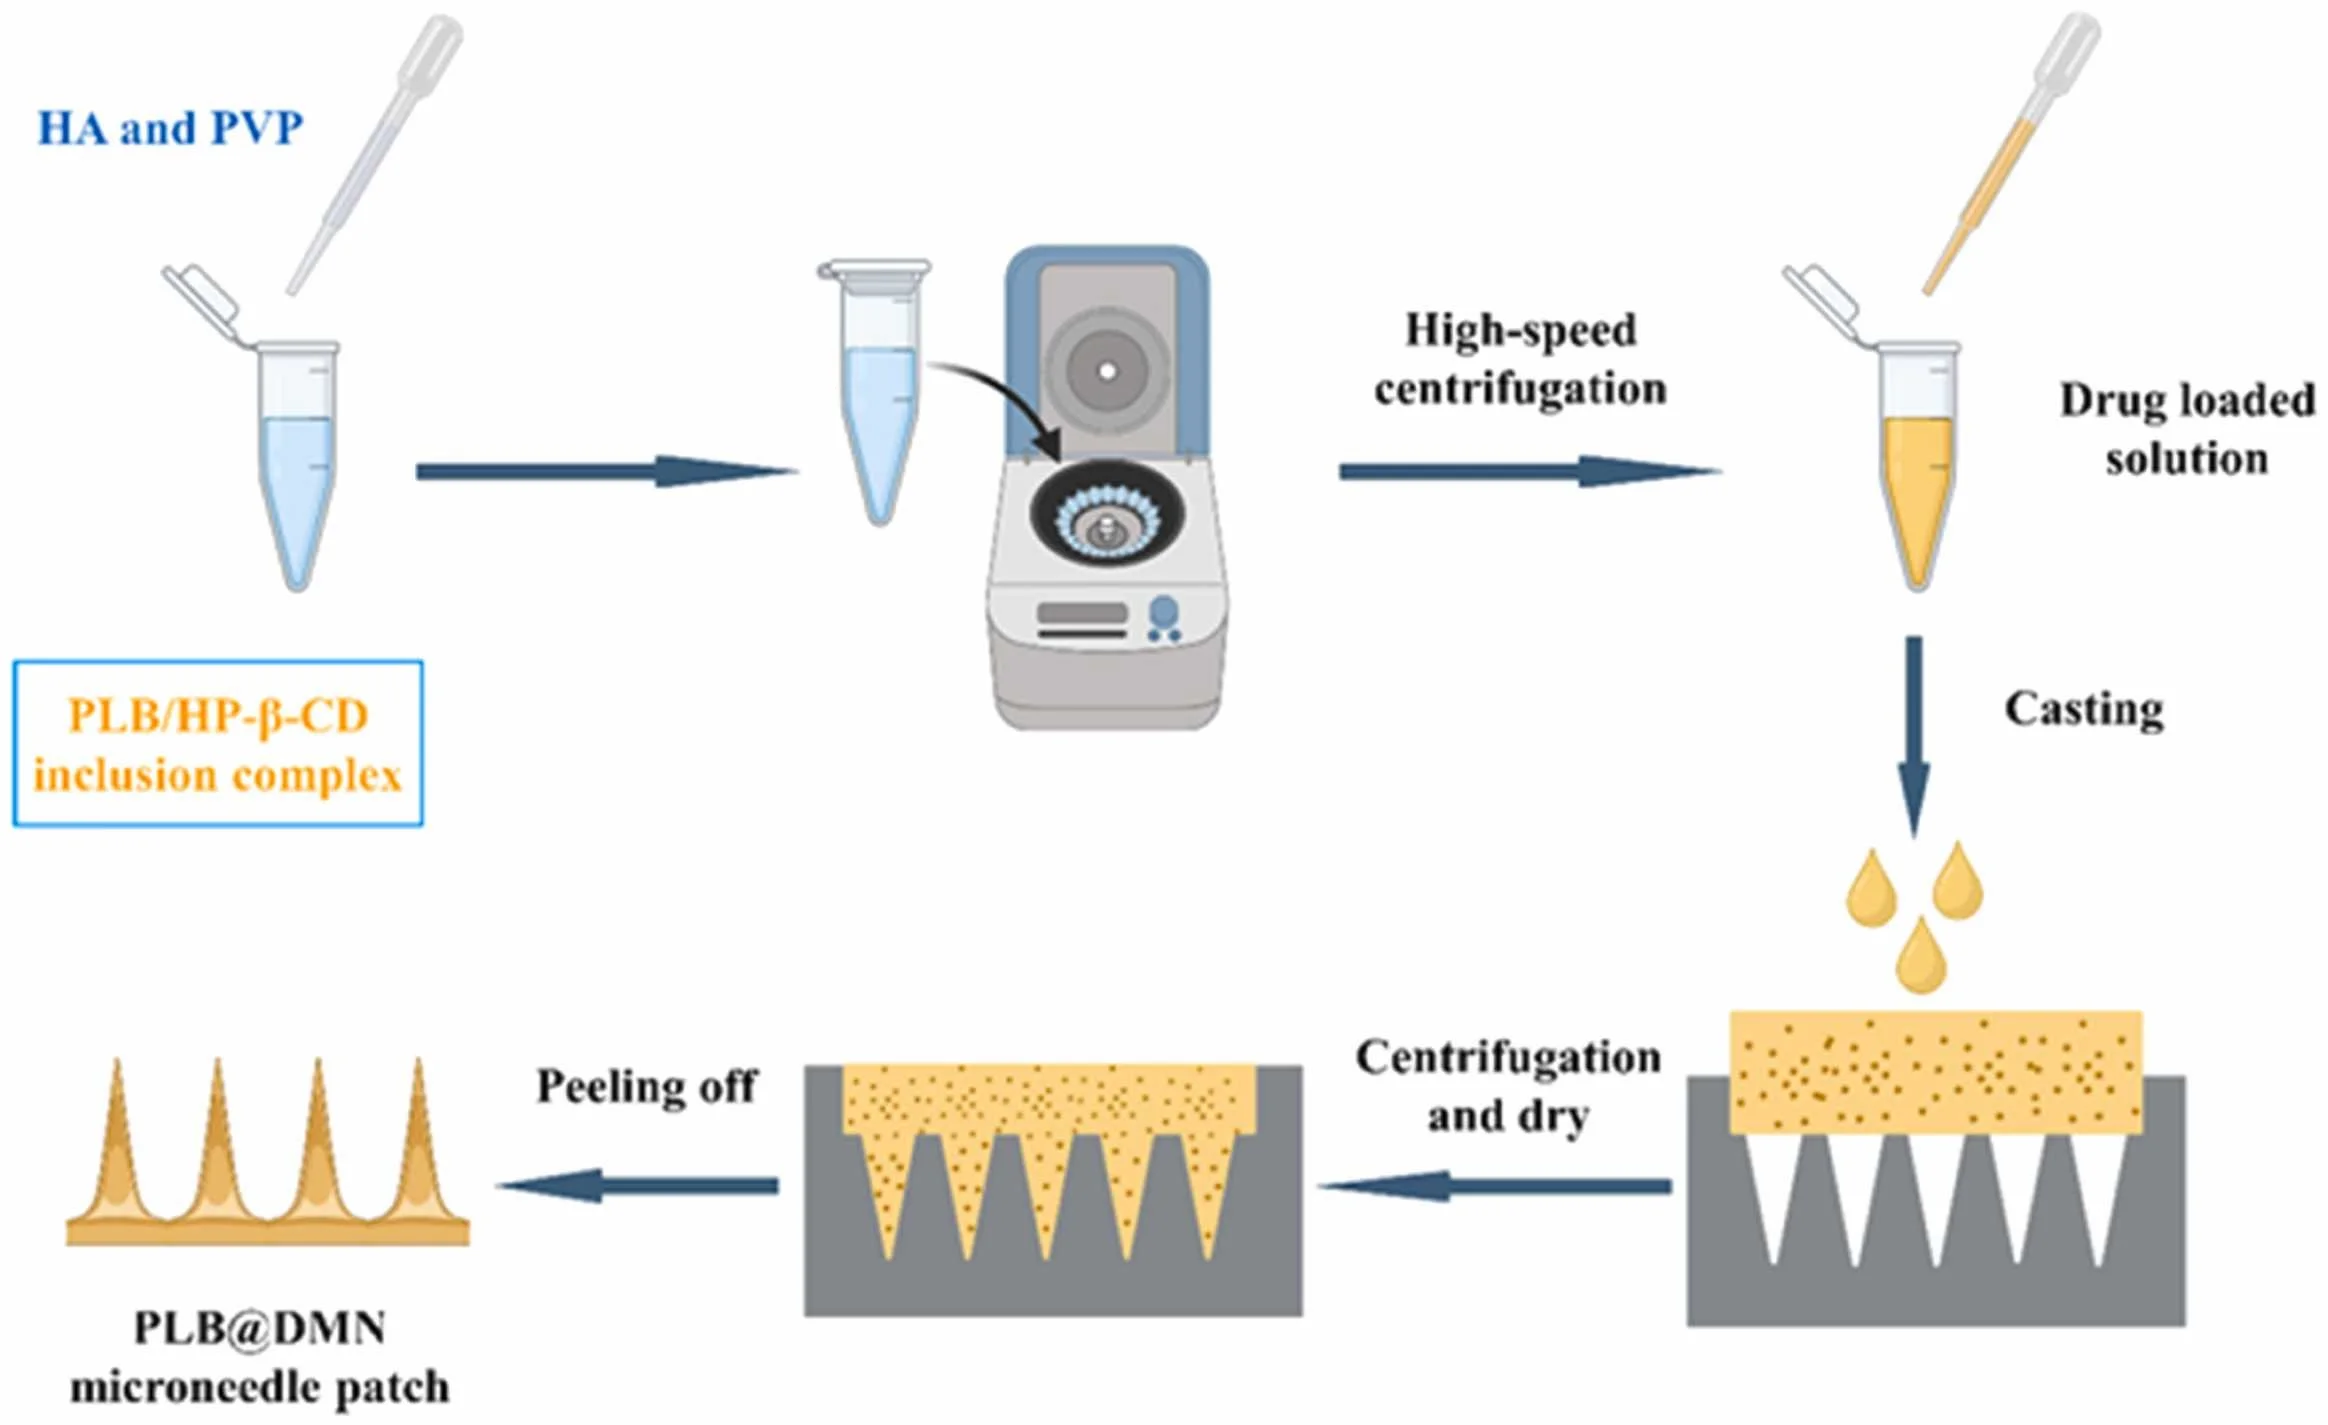 HA and PVP
PLB/HP-β-CD
inclusion complex
High-speed
centrifugation
Drug loaded
solution
Casting
Centrifugation
and dry
Peeling off
PLB@DMN
microneedle patch